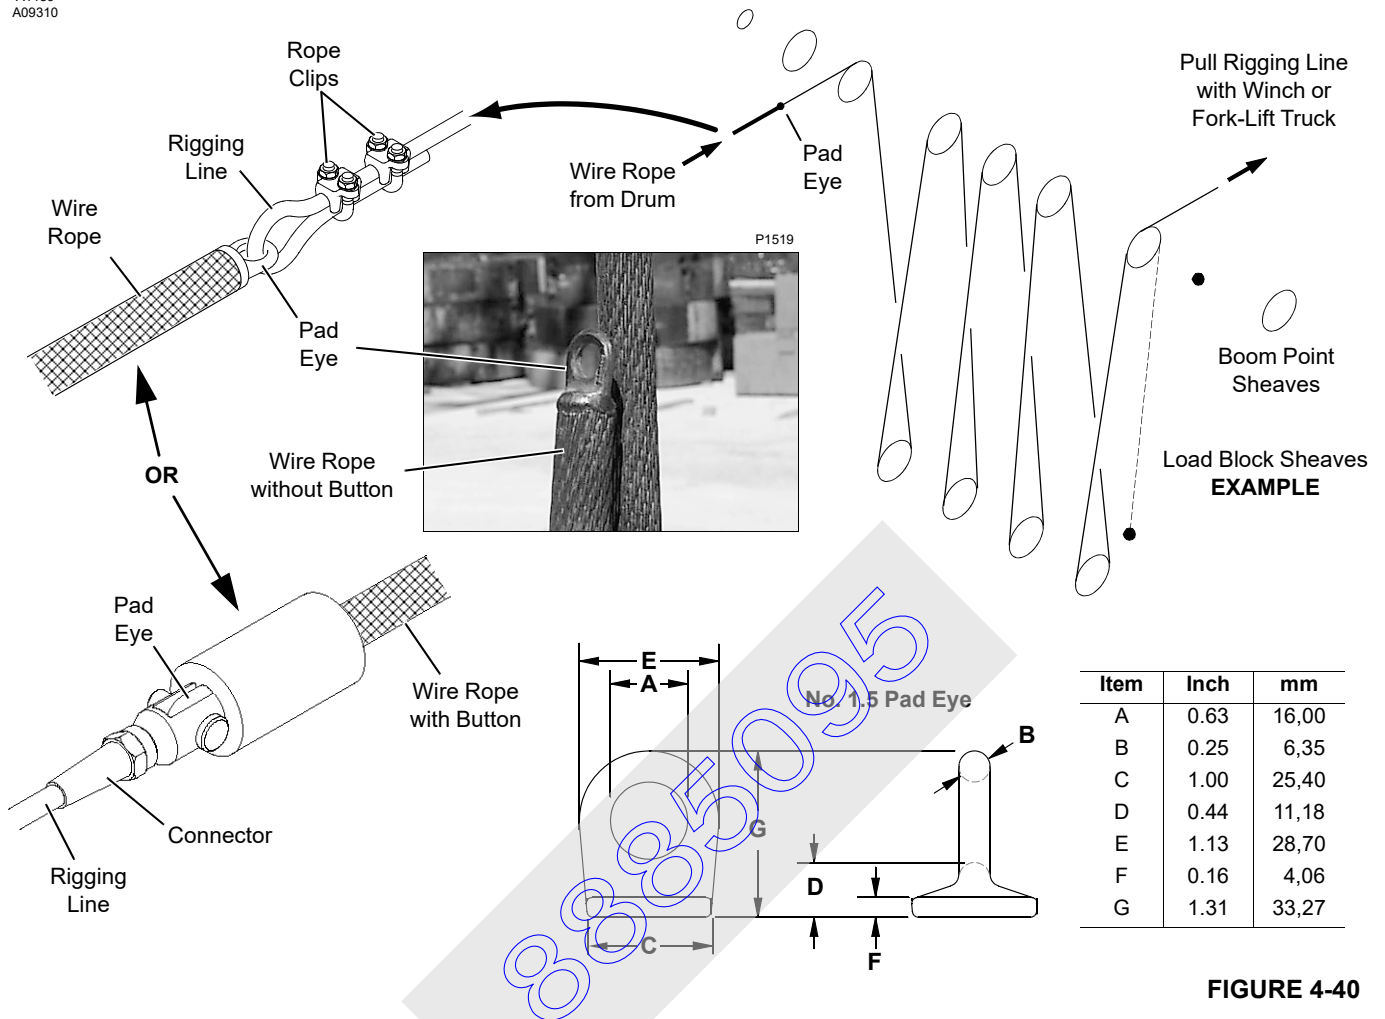 A09310
Rope
Clips
Rigging
Line
Wire
Rope
Pad
Eye
Wire Rope
from Drum
Pad
Eye
Pull Rigging Line
with Winch or
Fork-Lift Truck
P1519
Boom Point
Sheaves
Load Block Sheaves
EXAMPLE
Wire Rope
without Button
OR
Pad
Eye
Wire Rope
with Button
Connector
Rigging
Line
No. 1.5 Pad Eye
E
A
B
G
D
C
F
Item Inch mm
A 0.63 16,00
B 0.25 6,35
C 1.00 25,40
D 0.44 11,18
E 1.13 28,70
F 0.16 4,06
G 1.31 33,27
8885095
FIGURE 4-40